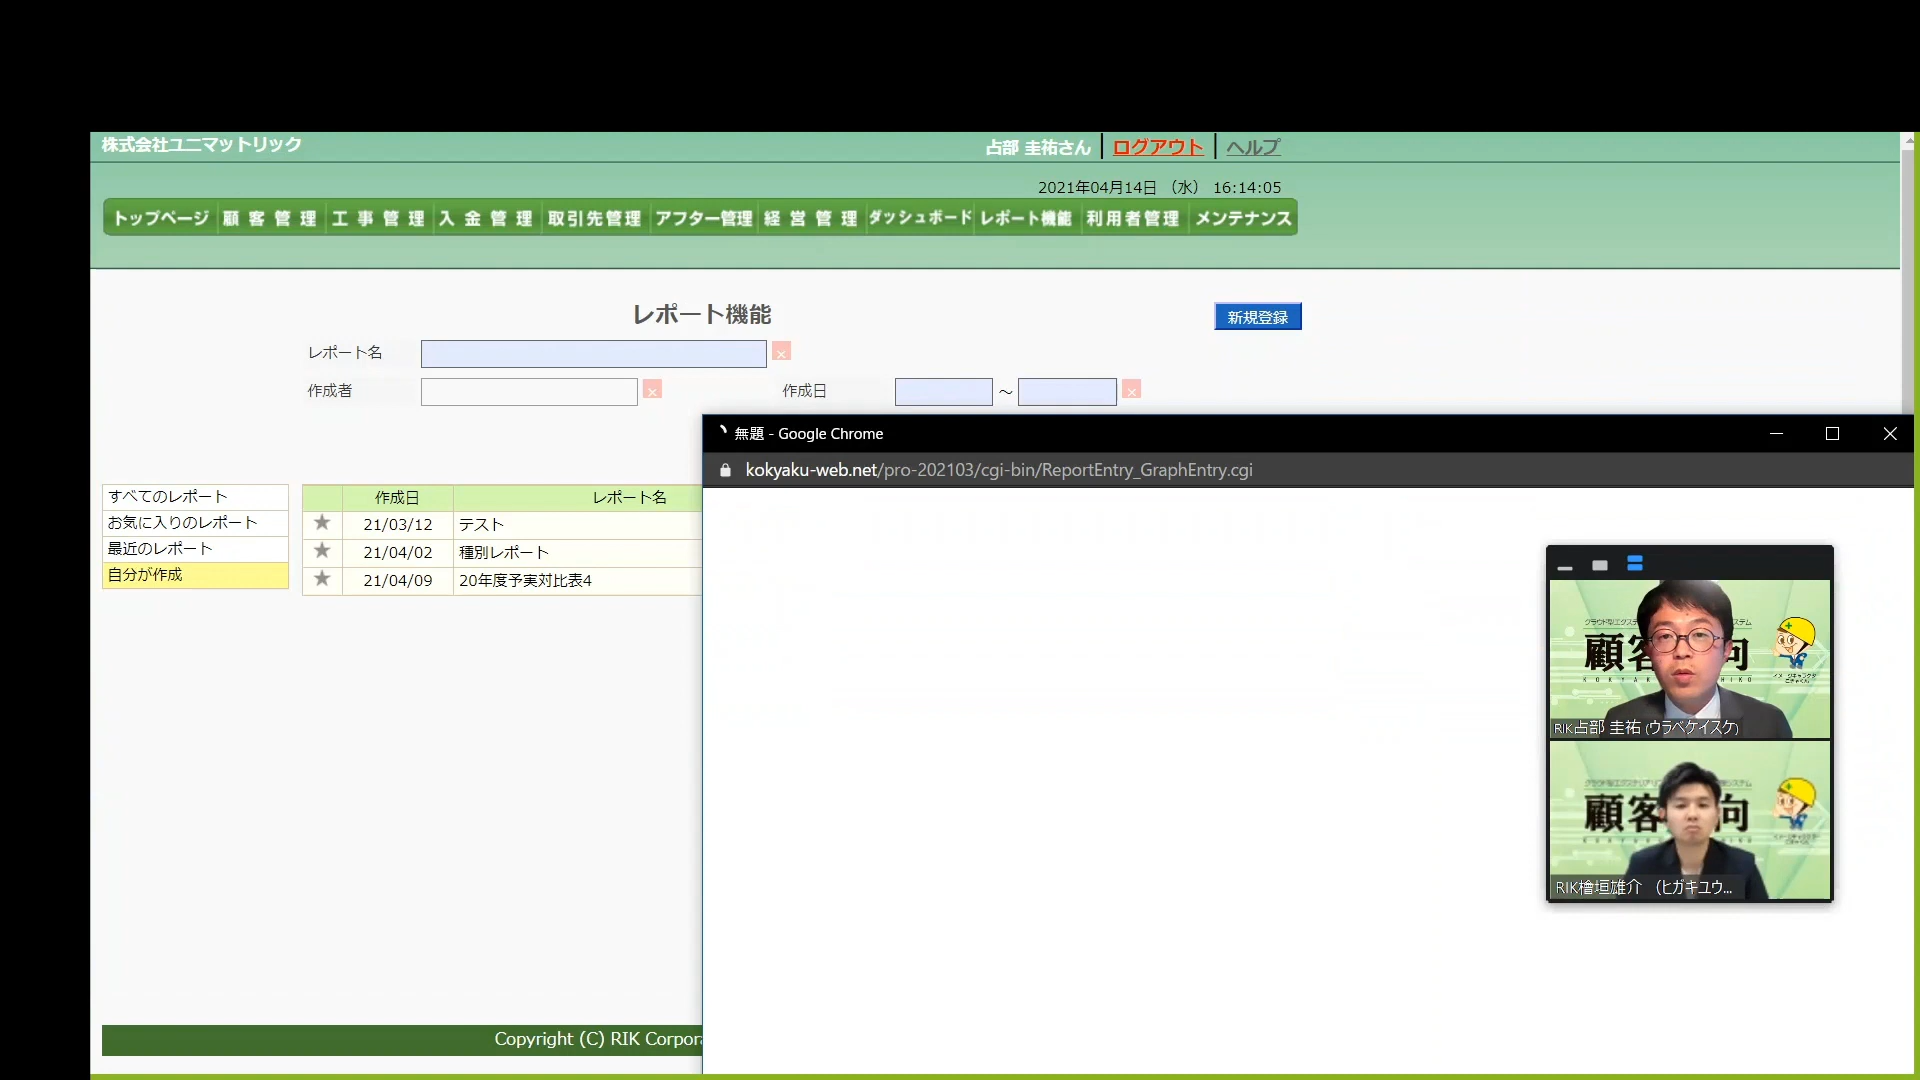 株式会社ユニマットリック
占部 圭祐さん ログアウト ヘルプ
2021年04月14日 (水) 16:14:05
トップページ 顧客管理 工事管理 入金管理 取引先管理 アフター管理 経営管理 ダッシュボード レポート機能 利用者管理 メンテナンス
レポート機能
新規登録
レポート名
作成者
作成日 ~
無題 - Google Chrome
kokyaku-web.net/pro-202103/cgi-bin/ReportEntry_GraphEntry.cgi
すべてのレポート
お気に入りのレポート
最近のレポート
自分が作成
作成日 レポート名
★ 21/03/12 テスト
★ 21/04/02 種別レポート
★ 21/04/09 20年度予実対比表4
顧客 向
RIK占部 圭祐 (ウラベケイスケ)
顧客 向
RIK檜垣雄介 (ヒガキユウ...
Copyright (C) RIK Corpora